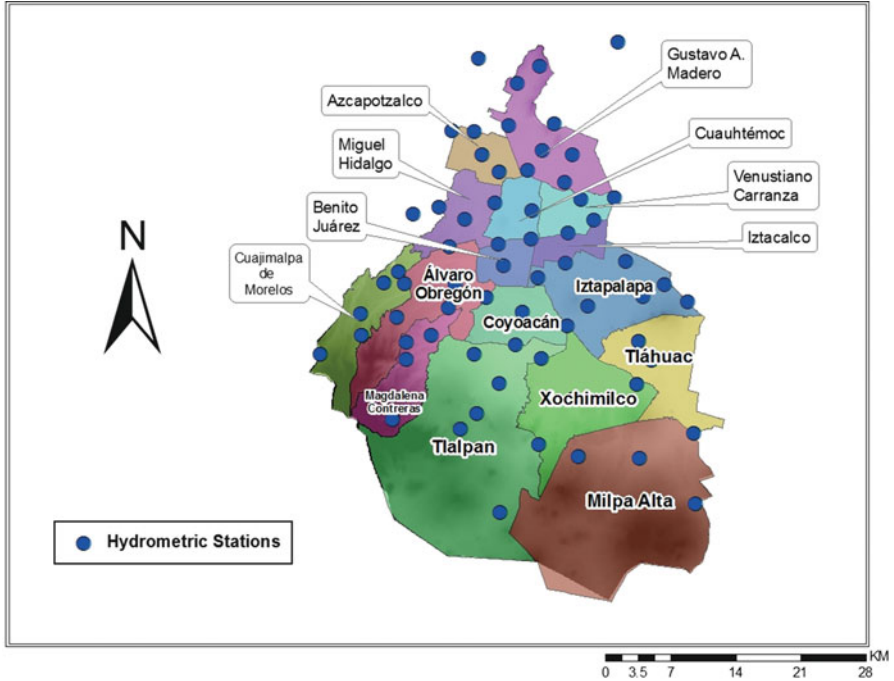 Gustavo A.
Madero
Azcapotzalco
Cuauhtémoc
Miguel
Hidalgo
Venustiano
Carranza
Benito
Juárez
N
Iztacalco
Cuajimalpa
de
Morelos
Álvaro
Obregón
Iztapalapa
Coyoacán
Tláhuac
Magdalena
Contreras
Xochimilco
Tlalpan
Milpa Alta
Hydrometric Stations
KM
0 3.5 7 14 21 28